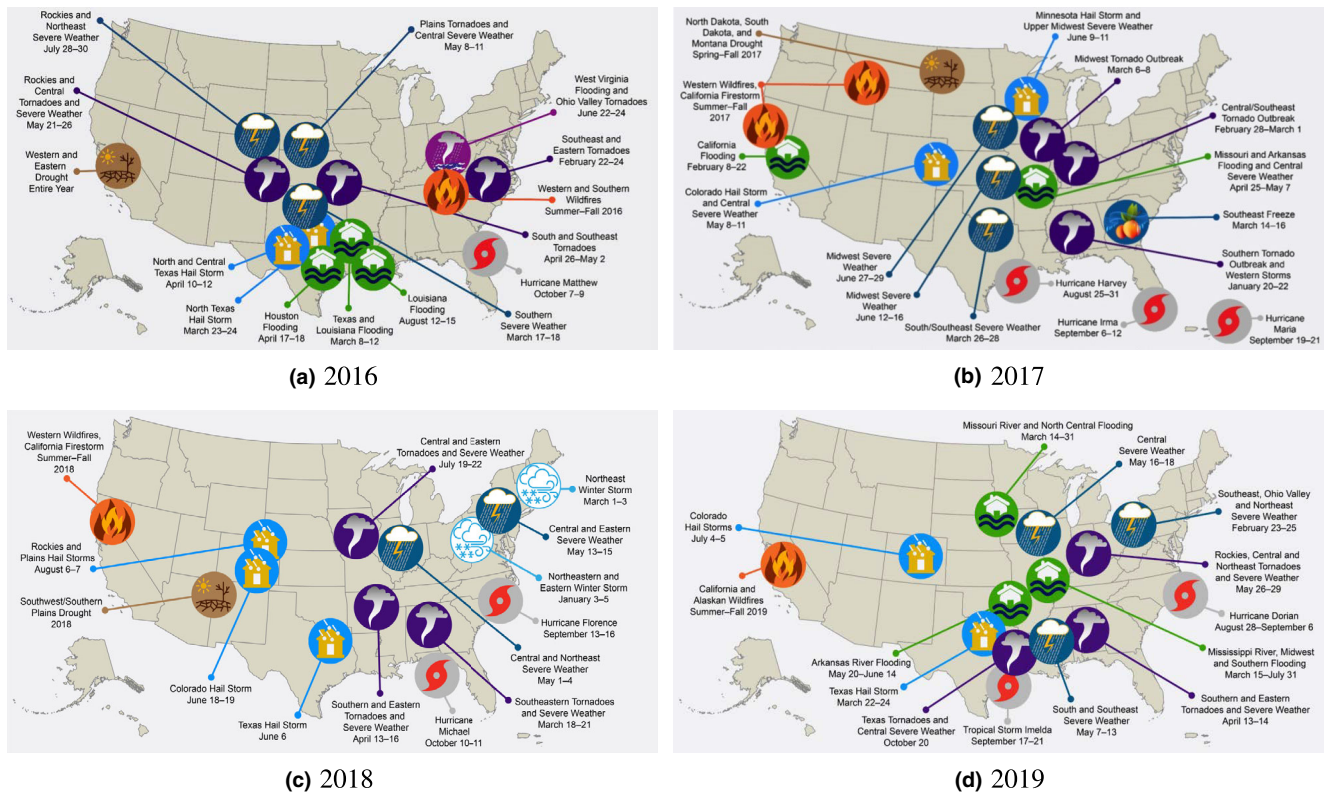 Rockies and
Northeast
Severe Weather
July 28–30
Plains Tornadoes and
Central Severe Weather
May 8–11
West Virginia
Flooding and
Ohio Valley Tornadoes
June 22–24
Rockies and
Central
Tornadoes and
Severe Weather
May 21–26
Southeast and
Eastern Tornadoes
February 22–24
Western and
Eastern
Drought
Entire Year
Western and Southern
Wildfires
Summer–Fall 2016
South and Southeast
Tornadoes
April 26–May 2
North and Central
Texas Hail Storm
April 10–12
Hurricane Matthew
October 7–9
North Texas
Hail Storm
March 23–24
Houston
Flooding
April 17–18
Texas and
Louisiana Flooding
March 8–12
Louisiana
Flooding
August 12–15
Southern
Severe Weather
March 17–18
(a) 2016
North Dakota, South
Dakota, and
Montana Drought
Spring–Fall 2017
Minnesota Hail Storm and
Upper Midwest Severe Weather
June 9–11
Midwest Tornado Outbreak
March 6–8
Western Wildfires,
California Firestorm
Summer–Fall
2017
Central/Southeast
Tornado Outbreak
February 28–March 1
California
Flooding
February 8–22
Missouri and Arkansas
Flooding and Central
Severe Weather
April 25–May 7
Colorado Hail Storm
and Central
Severe Weather
May 8–11
Southeast Freeze
March 14–16
Midwest Severe
Weather
June 27–29
Southern Tornado
Outbreak and
Western Storms
January 20–22
Midwest Severe
Weather
June 12–16
Hurricane Harvey
August 25–31
South/Southeast Severe Weather
March 26–28
Hurricane Irma
September 6–12
Hurricane
Maria
September 19–21
(b) 2017
Western Wildfires,
California Firestorm
Summer–Fall
2018
Central and Eastern
Tornadoes and Severe Weather
July 19–22
Northeast
Winter Storm
March 1–3
Central and Eastern
Severe Weather
May 13–15
Rockies and
Plains Hail Storms
August 6–7
Northeastern and
Eastern Winter Storm
January 3–5
Southwest/Southern
Plains Drought
2018
Hurricane Florence
September 13–16
Central and Northeast
Severe Weather
May 1–4
Colorado Hail Storm
June 18–19
Texas Hail Storm
June 6
Southern and Eastern
Tornadoes and
Severe Weather
April 13–16
Hurricane
Michael
October 10–11
Southeastern Tornadoes
and Severe Weather
March 18–21
(c) 2018
Missouri River and North Central Flooding
March 14–31
Central
Severe Weather
May 16–18
Southeast, Ohio Valley
and Northeast
Severe Weather
February 23–25
Colorado
Hail Storms
July 4–5
Rockies, Central and
Northeast Tornadoes
and Severe Weather
May 26–29
California and
Alaskan Wildfires
Summer–Fall 2019
Hurricane Dorian
August 28–September 6
Arkansas River Flooding
May 20–June 14
Mississippi River, Midwest
and Southern Flooding
March 15–July 31
Texas Hail Storm
March 22–24
Texas Tornadoes and
Central Severe Weather
October 20
Tropical Storm Imelda
September 17–21
South and Southeast
Severe Weather
May 7–13
Southern and Eastern
Tornadoes and Severe Weather
April 13–14
(d) 2019